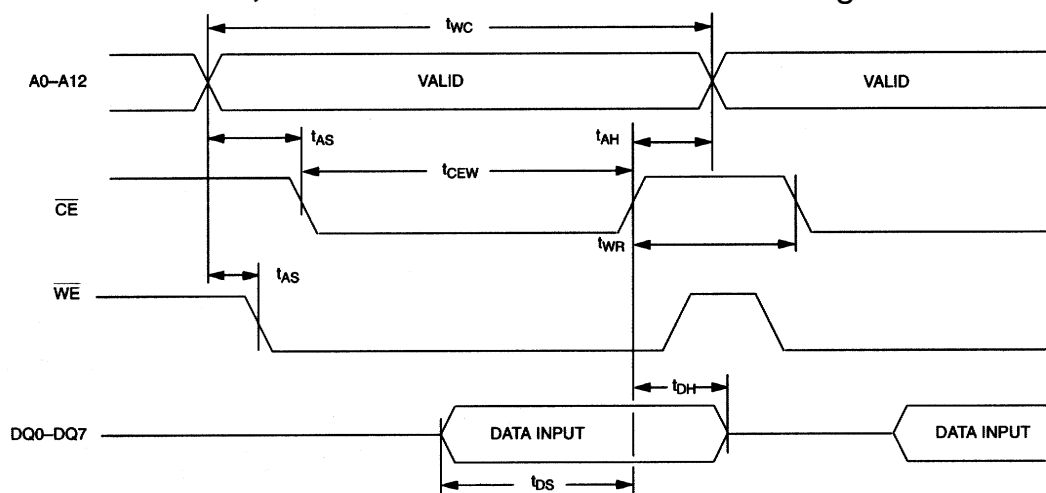 tWC
A0–A12
VALID
VALID
tAS
tAH
tCEW
CE
tWR
tAS
WE
tDH
DQ0–DQ7
DATA INPUT
DATA INPUT
tDS